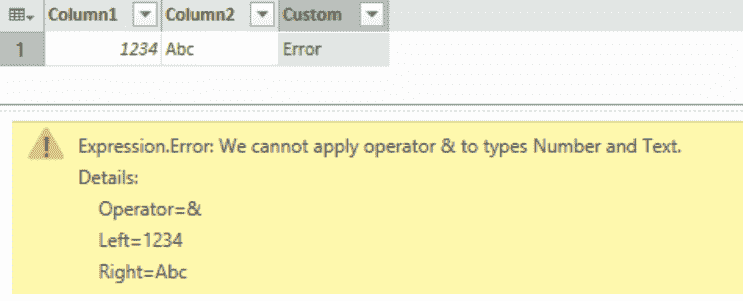 Column1 Column2 Custom
1 1234 Abc Error
Expression.Error: We cannot apply operator & to types Number and Text.
Details:
Operator=&
Left=1234
Right=Abc